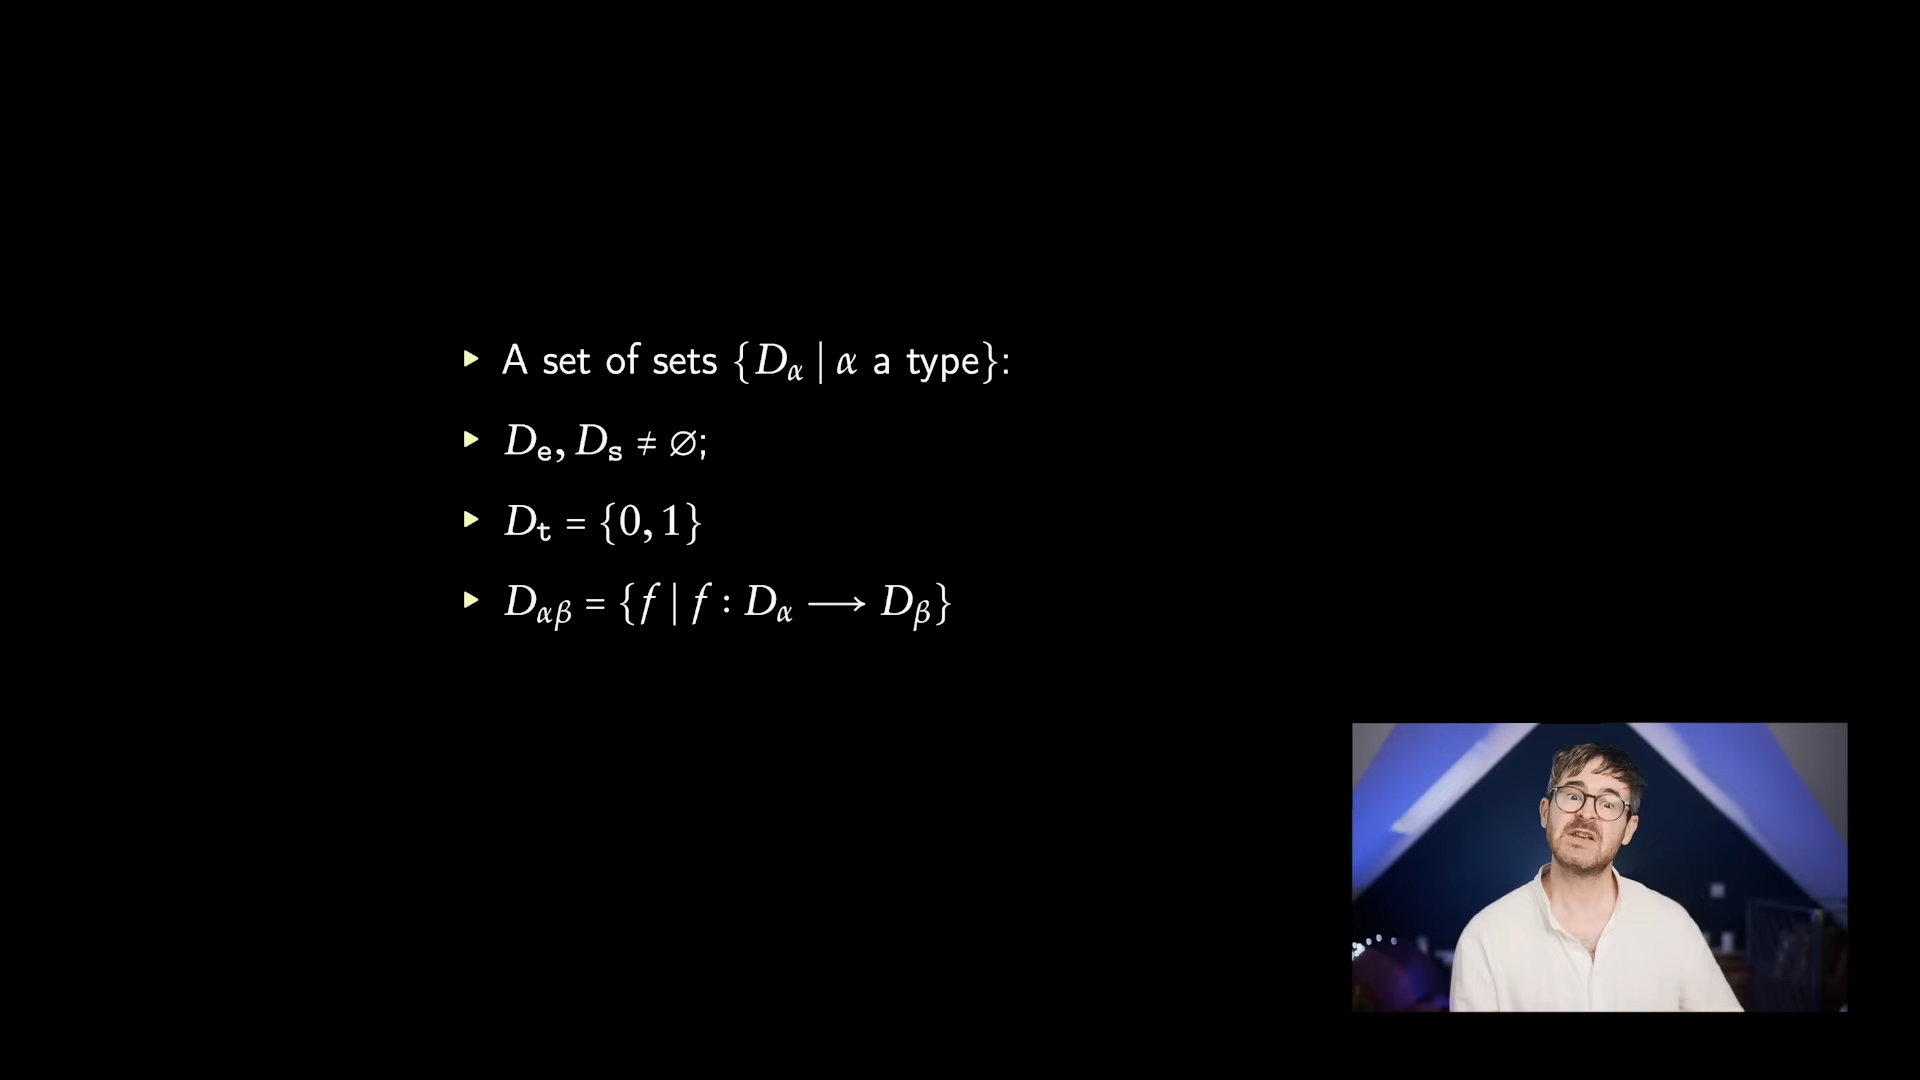 ▸ A set of sets {D_α | α a type}:
▸ D_e, D_s ≠ ∅;
▸ D_t = {0, 1}
▸ D_αβ = {f | f : D_α ⟶ D_β}